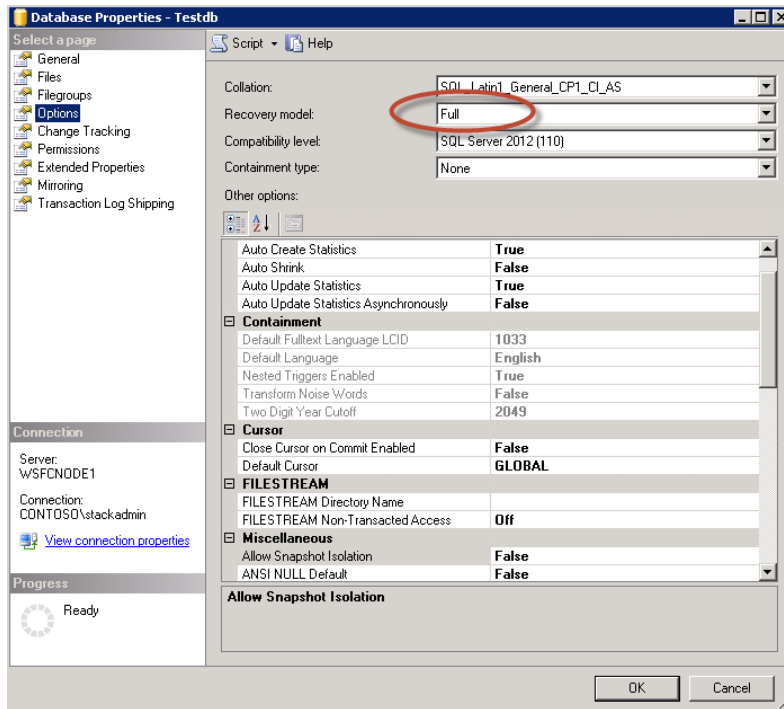 Database Properties - Testdb
Select a page
General
Files
Filegroups
Options
Change Tracking
Permissions
Extended Properties
Mirroring
Transaction Log Shipping
Script Help
Collation: SQL_Latin1_General_CP1_CI_AS
Recovery model: Full
Compatibility level: SQL Server 2012 (110)
Containment type: None
Other options:
Auto Create Statistics True
Auto Shrink False
Auto Update Statistics True
Auto Update Statistics Asynchronously False
Containment
Default Fulltext Language LCID 1033
Default Language English
Nested Triggers Enabled True
Transform Noise Words False
Two Digit Year Cutoff 2049
Cursor
Close Cursor on Commit Enabled False
Default Cursor GLOBAL
FILESTREAM
FILESTREAM Directory Name
FILESTREAM Non-Transacted Access Off
Miscellaneous
Allow Snapshot Isolation False
ANSI NULL Default False
Allow Snapshot Isolation
Connection
Server:
WSFCNODE1
Connection:
CONTOSO\stackadmin
View connection properties
Progress
Ready
OK Cancel